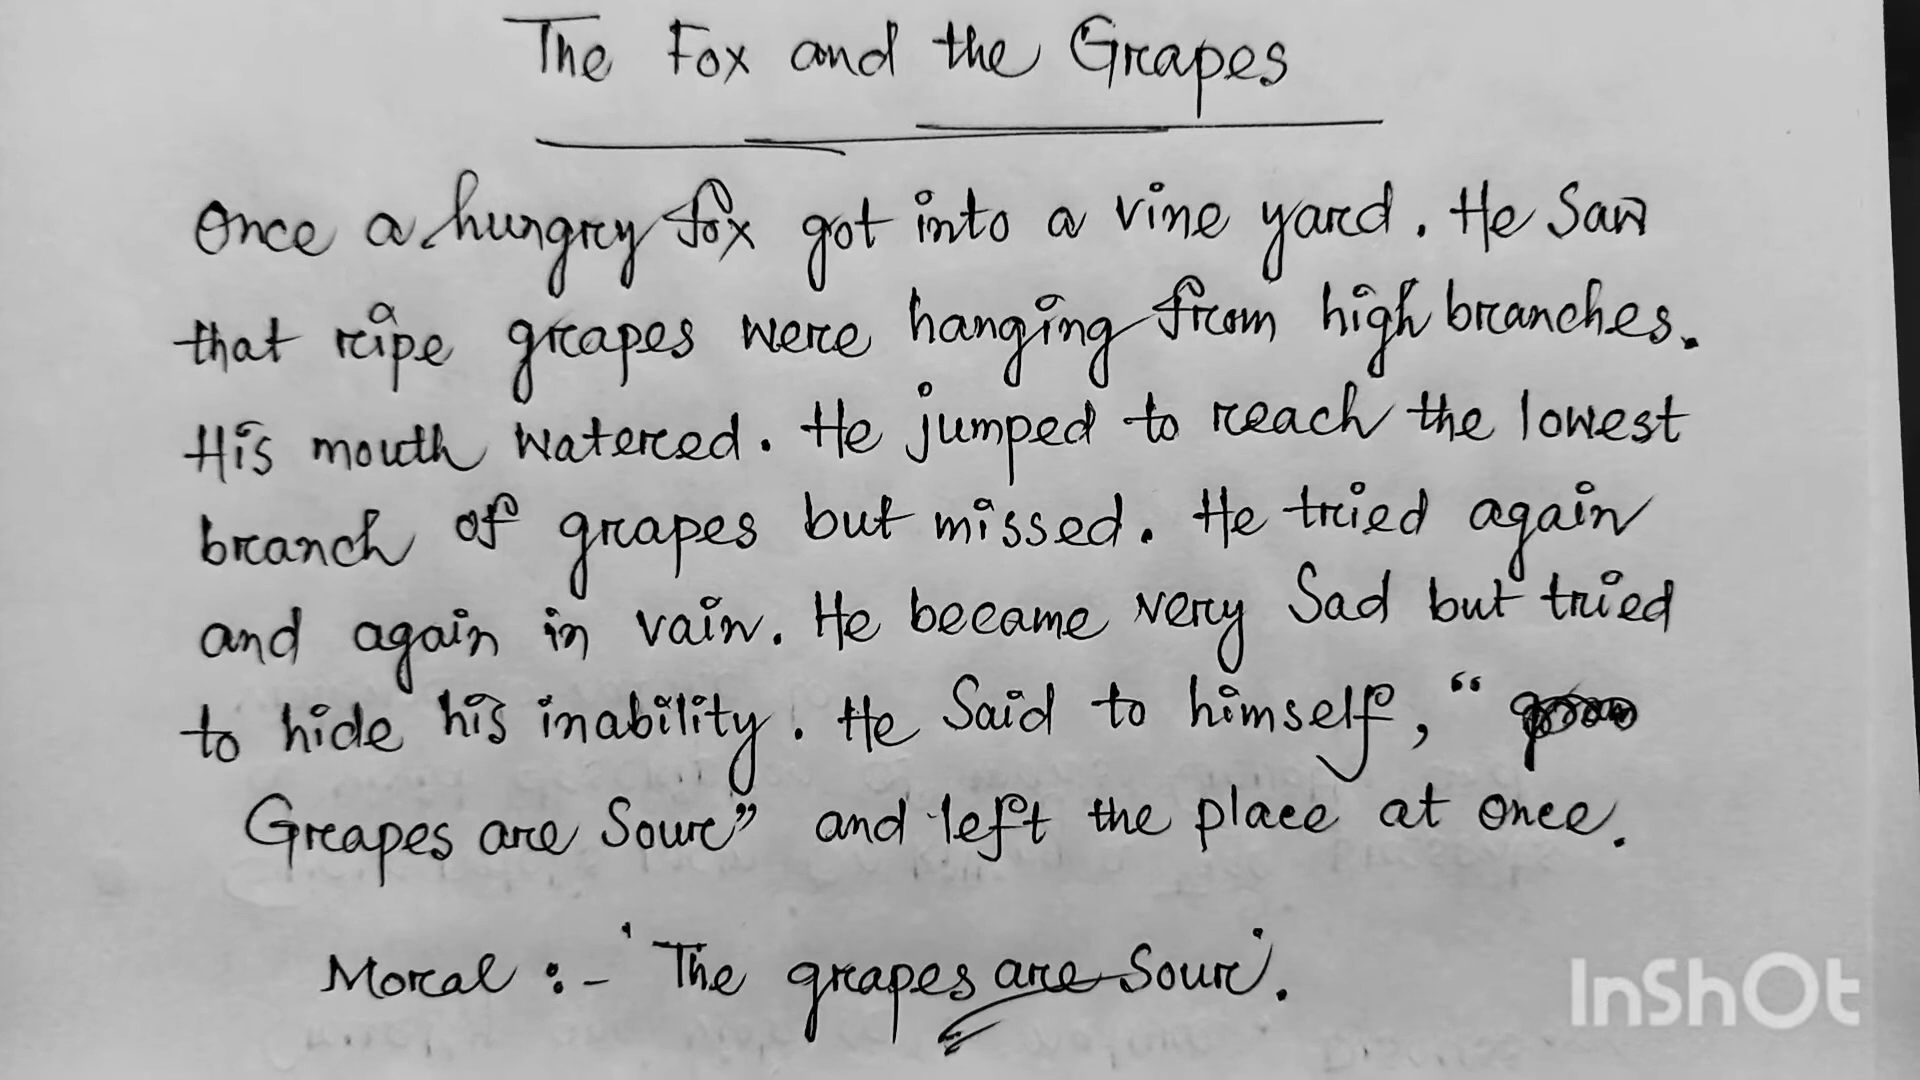 The Fox and the Grapes
Once a hungry fox got into a vine yard. He Saw
that ripe grapes were hanging from high branches.
His mouth watered. He jumped to reach the lowest
branch of grapes but missed. He tried again
and again in vain. He became very Sad but tried
to hide his inability. He Said to himself, “
Grapes are Sour” and left the place at once.
Moral :- 'The grapes are Sour'.
InShOt